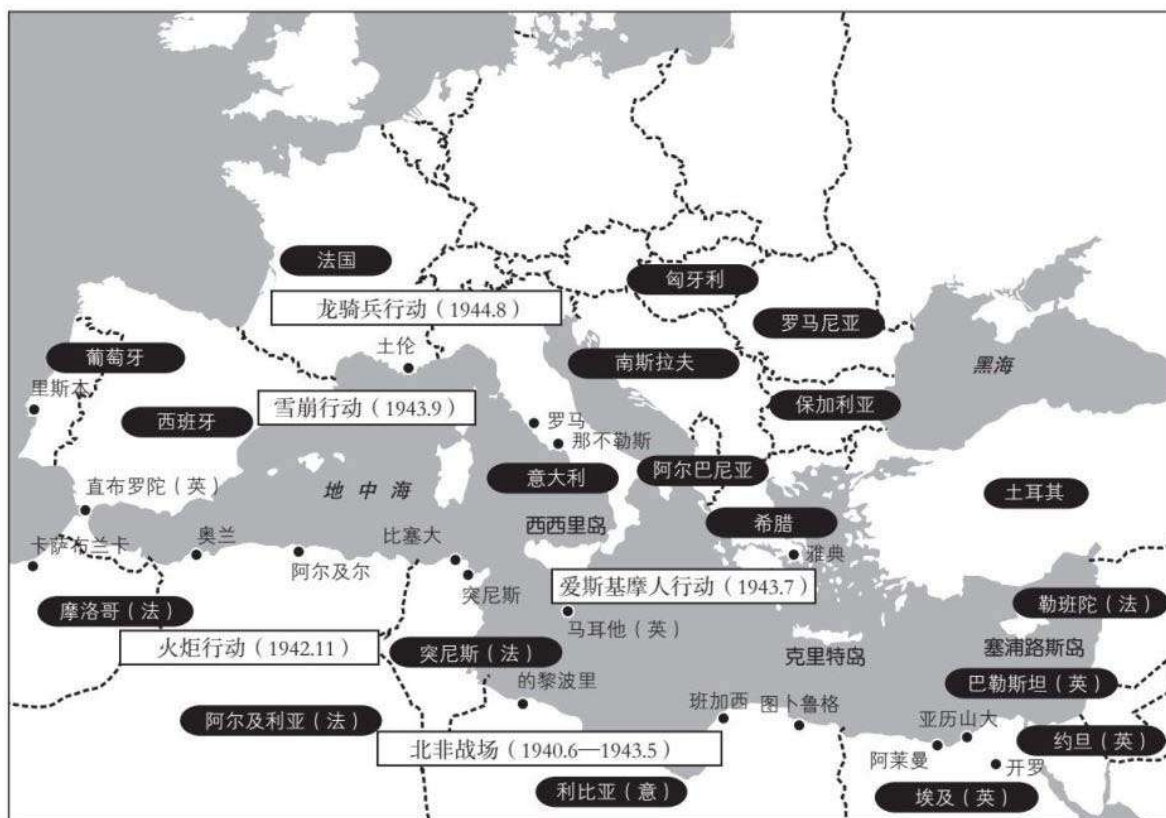 法国
龙骑兵行动（1944.8）
匈牙利
罗马尼亚
葡萄牙
土伦
南斯拉夫
黑海
里斯本
西班牙
雪崩行动（1943.9）
保加利亚
罗马
那不勒斯
直布罗陀（英）
地中海
意大利
阿尔巴尼亚
土耳其
西西里岛
希腊
卡萨布兰卡
奥兰
阿尔及尔
比塞大
突尼斯
雅典
摩洛哥（法）
爱斯基摩人行动（1943.7）
勒班陀（法）
火炬行动（1942.11）
突尼斯（法）
马耳他（英）
克里特岛
塞浦路斯岛
的黎波里
巴勒斯坦（英）
阿尔及利亚（法）
班加西
图卜鲁格
亚历山大
北非战场（1940.6—1943.5）
阿莱曼
约旦（英）
开罗
利比亚（意）
埃及（英）